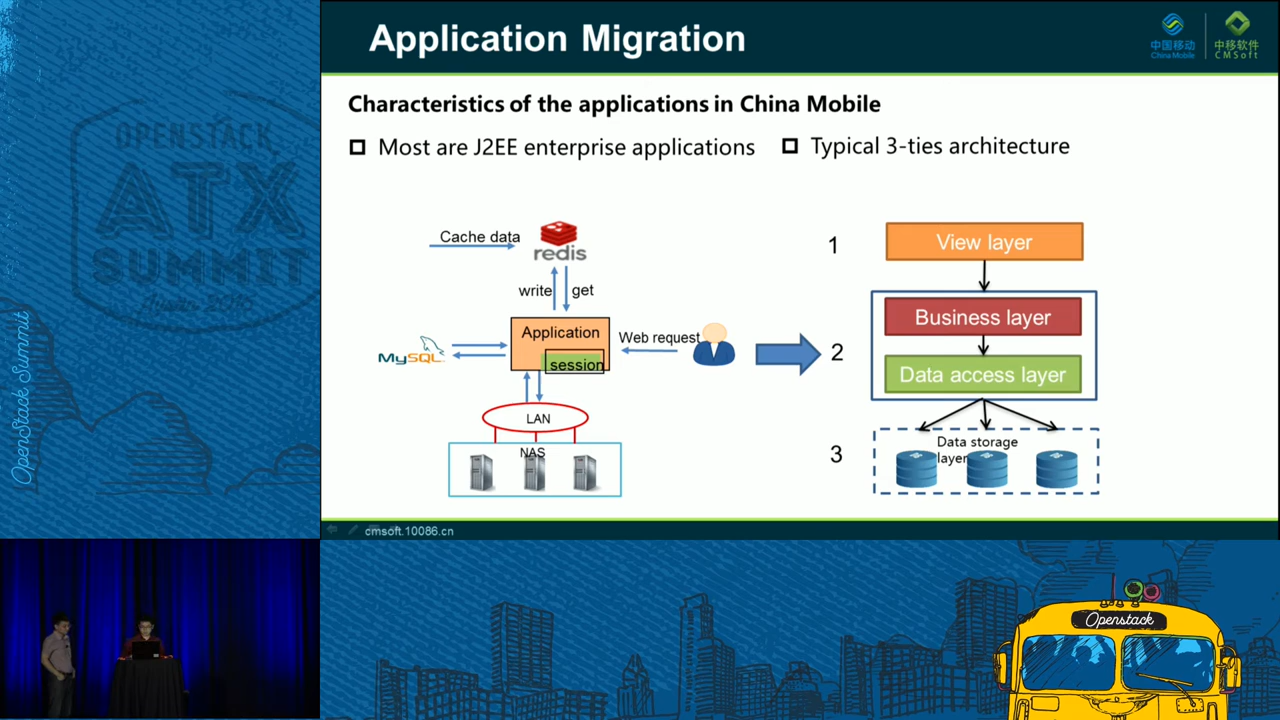 Application Migration
中国移动
China Mobile
中移软件
CMSoft
Characteristics of the applications in China Mobile
Most are J2EE enterprise applications
Typical 3-ties architecture
Cache data
redis
write
get
Application
session
Web request
MySQL
LAN
NAS
1
View layer
2
Business layer
Data access layer
3
Data storage
layer
cmsoft.10086.cn
OPENSTACK
ATX
SUMMIT
Austin 2016
OpenStack Summit
Openstack